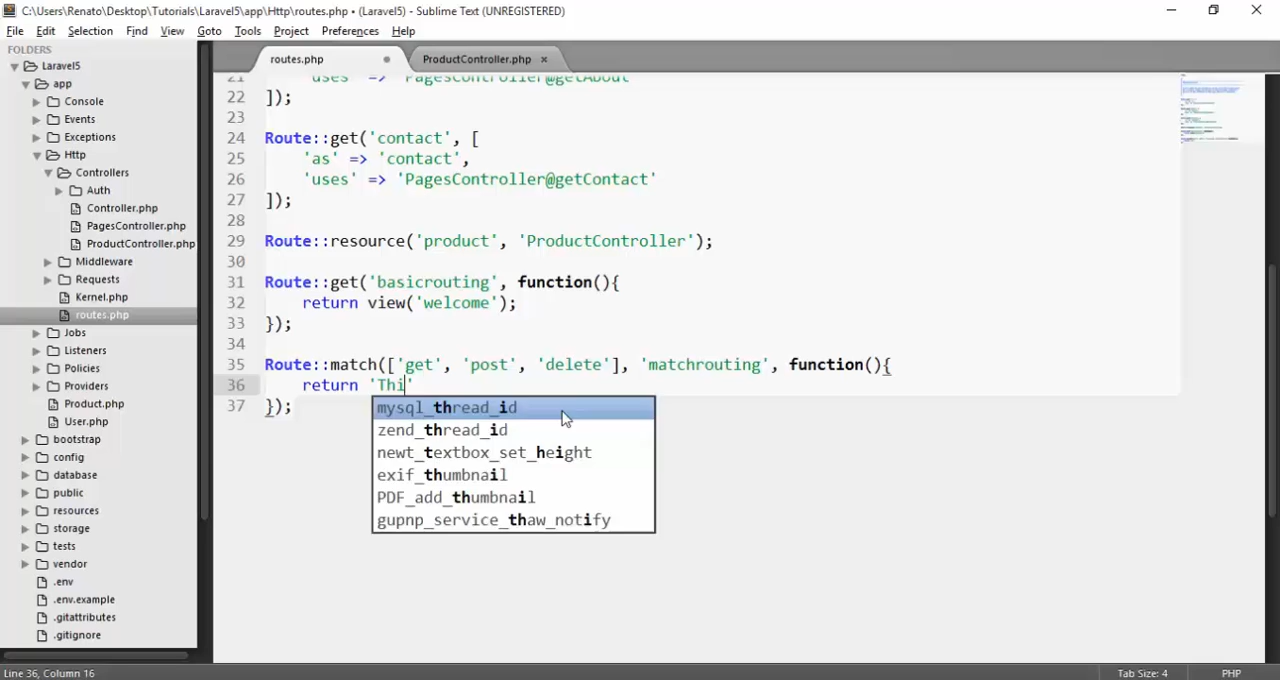 C:\Users\Renato\Desktop\Tutorials\Laravel5\app\Http\routes.php • (Laravel5) - Sublime Text (UNREGISTERED)
File Edit Selection Find View Goto Tools Project Preferences Help
FOLDERS
Laravel5
app
Console
Events
Exceptions
Http
Controllers
Auth
Controller.php
PagesController.php
ProductController.php
Middleware
Requests
Kernel.php
routes.php
Jobs
Listeners
Policies
Providers
Product.php
User.php
bootstrap
config
database
public
resources
storage
tests
vendor
.env
.env.example
.gitattributes
.gitignore
routes.php ProductController.php ×
21 'uses' => 'PagesController@getAbout'
22 ]);
23
24 Route::get('contact', [
25 'as' => 'contact',
26 'uses' => 'PagesController@getContact'
27 ]);
28
29 Route::resource('product', 'ProductController');
30
31 Route::get('basicrouting', function(){
32 return view('welcome');
33 });
34
35 Route::match(['get', 'post', 'delete'], 'matchrouting', function(){
36 return 'Thi'
37 });
mysql_thread_id
zend_thread_id
newt_textbox_set_height
exif_thumbnail
PDF_add_thumbnail
gupnp_service_thaw_notify
Line 36, Column 16 Tab Size: 4 PHP